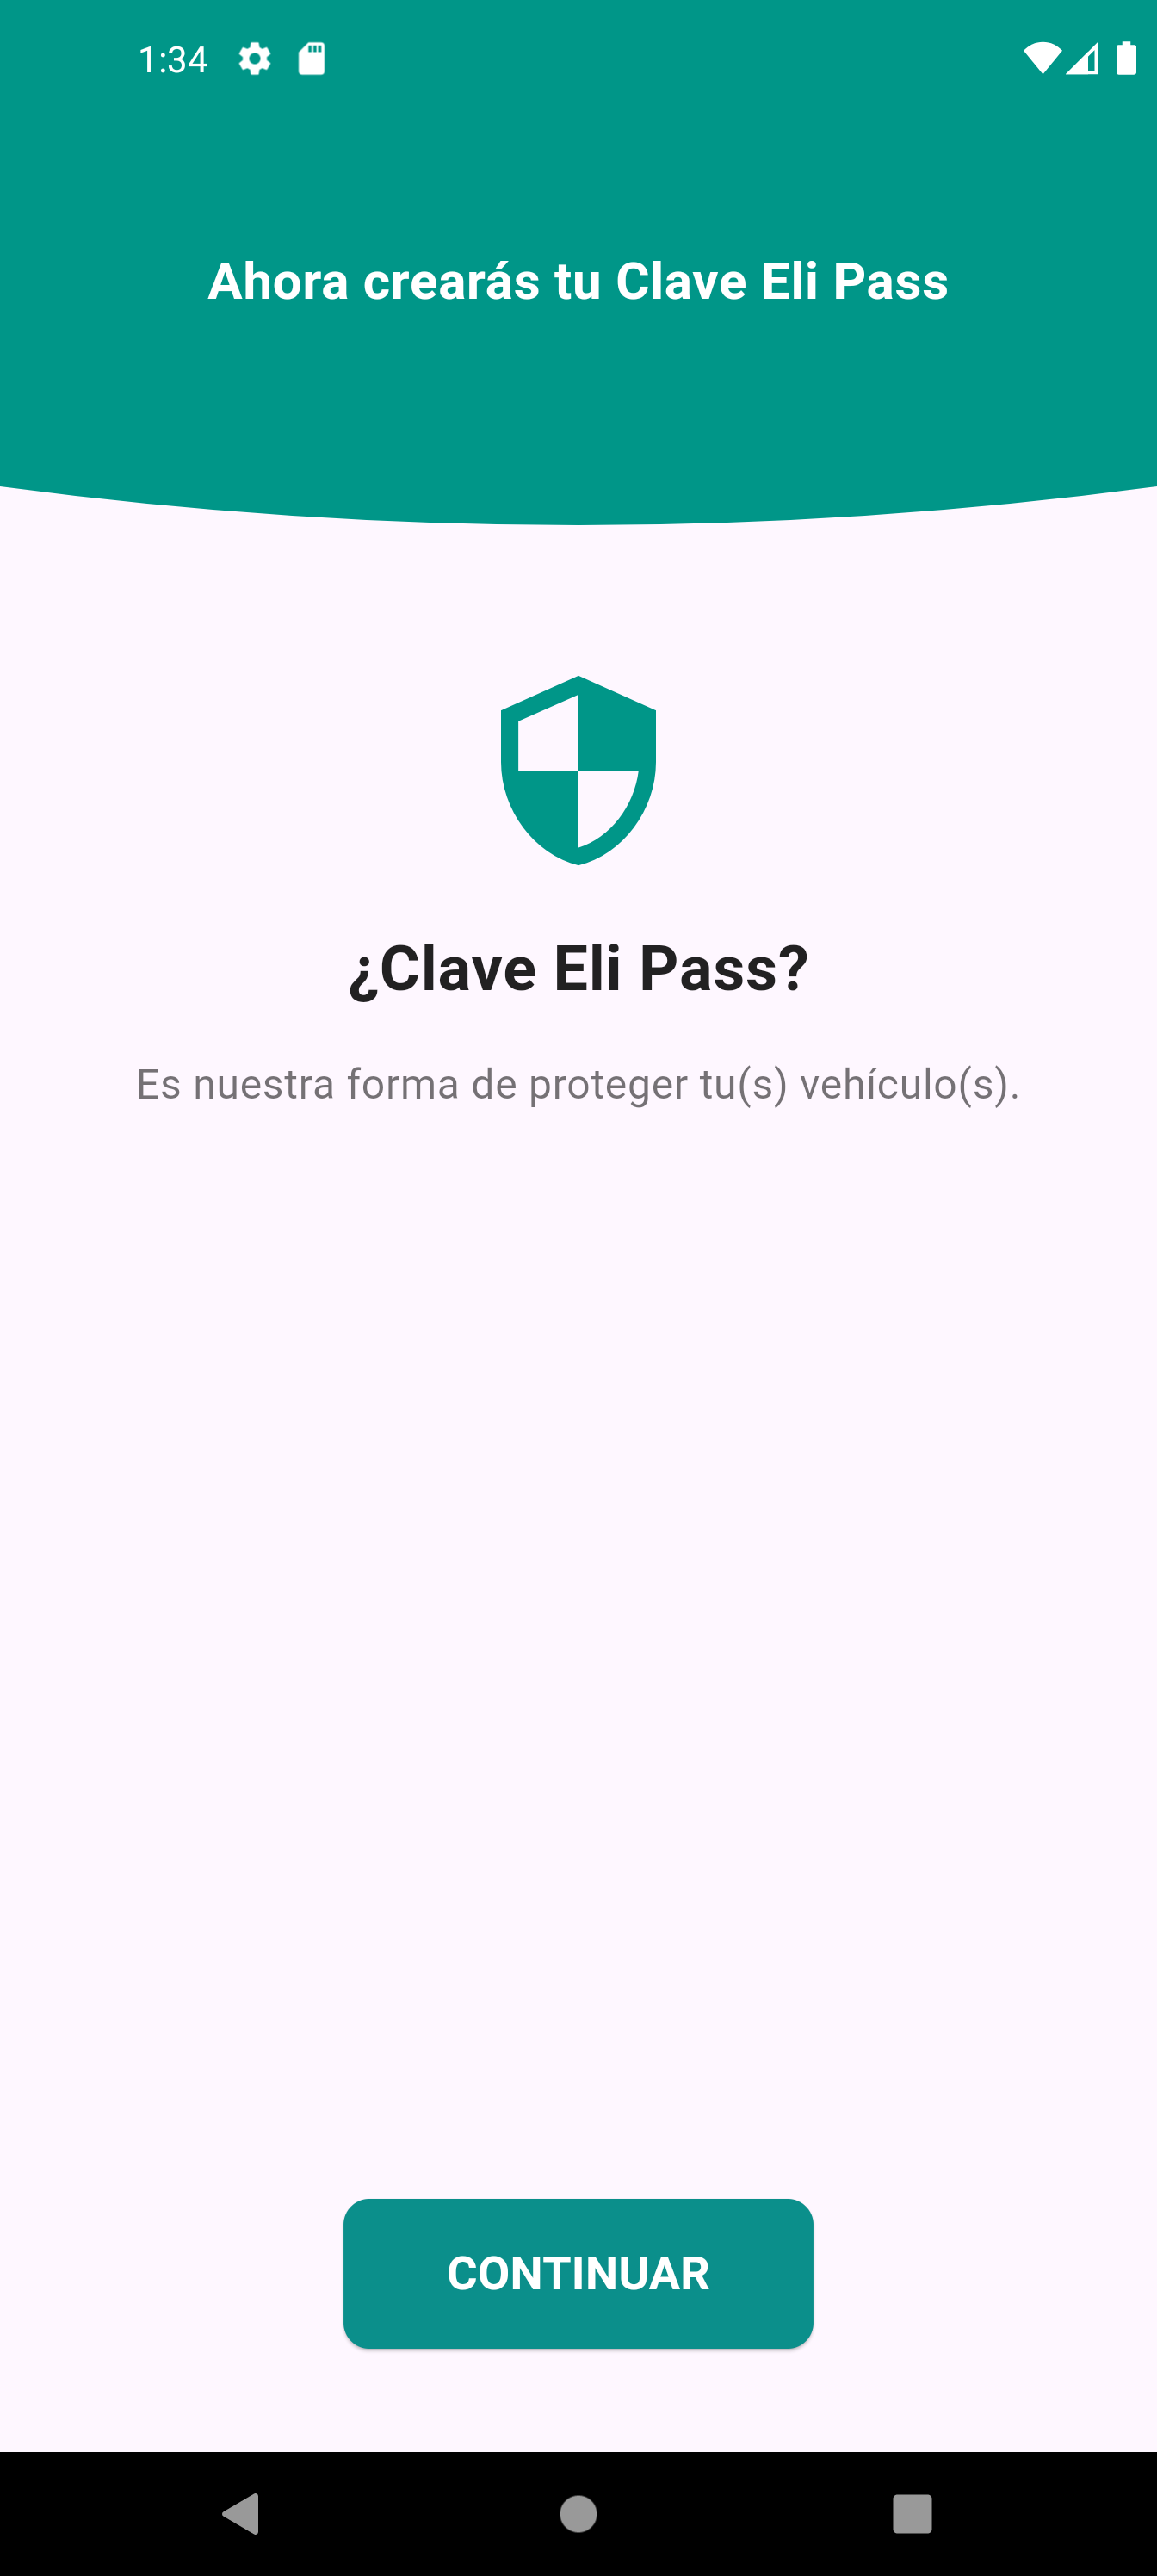 1:34
Ahora crearás tu Clave Eli Pass
¿Clave Eli Pass?
Es nuestra forma de proteger tu(s) vehículo(s).
CONTINUAR